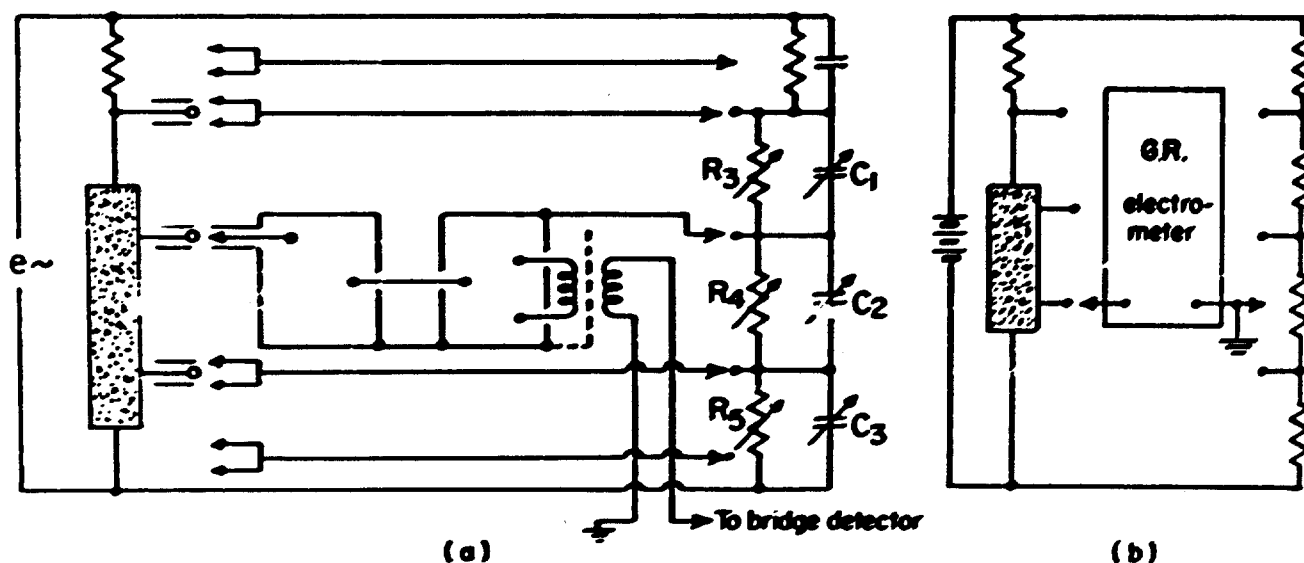 e~
R3
C1
R4
C2
R5
C3
To bridge detector
(a)
G.R.
electro-
meter
(b)